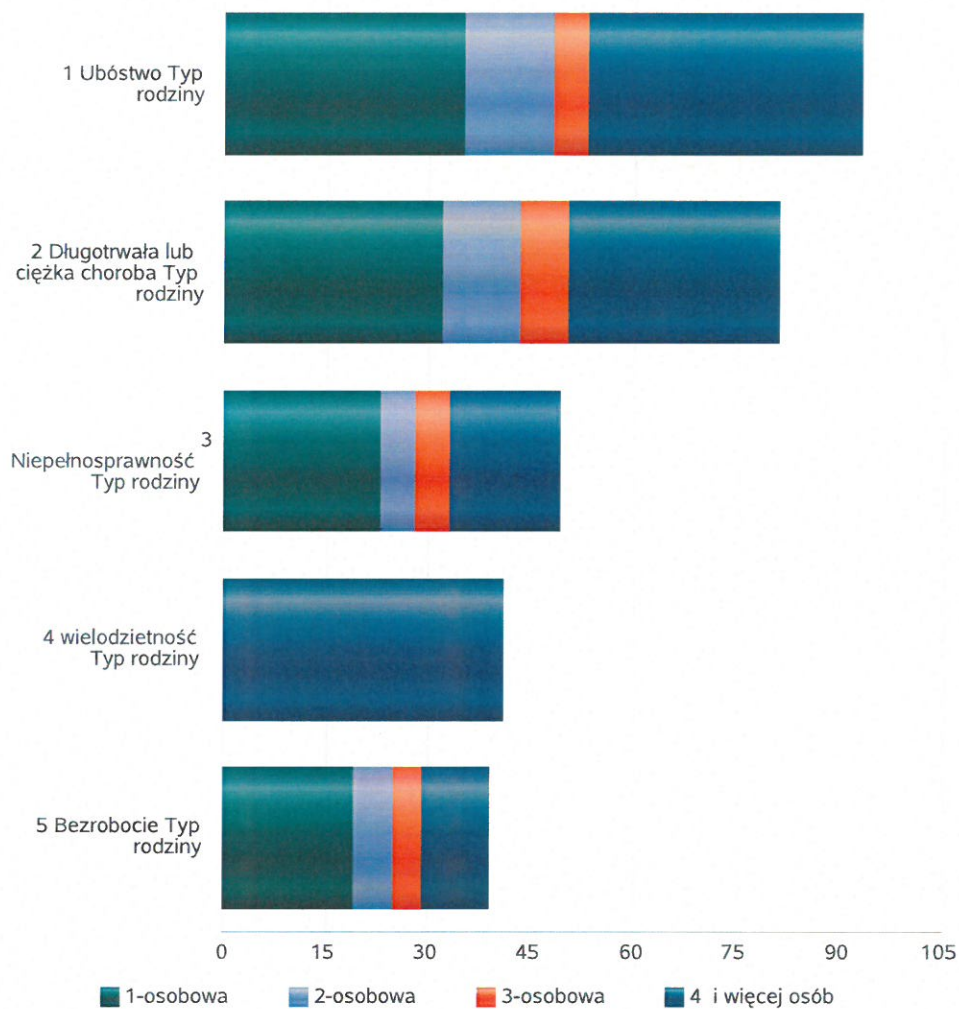 1 Ubóstwo Typ
rodziny
2 Długotrwała lub
ciężka choroba Typ
rodziny
3
Niepełnosprawność
Typ rodziny
4 wielodzietność
Typ rodziny
5 Bezrobocie Typ
rodziny
0 15 30 45 60 75 90 105
1-osobowa 2-osobowa 3-osobowa 4 i więcej osób